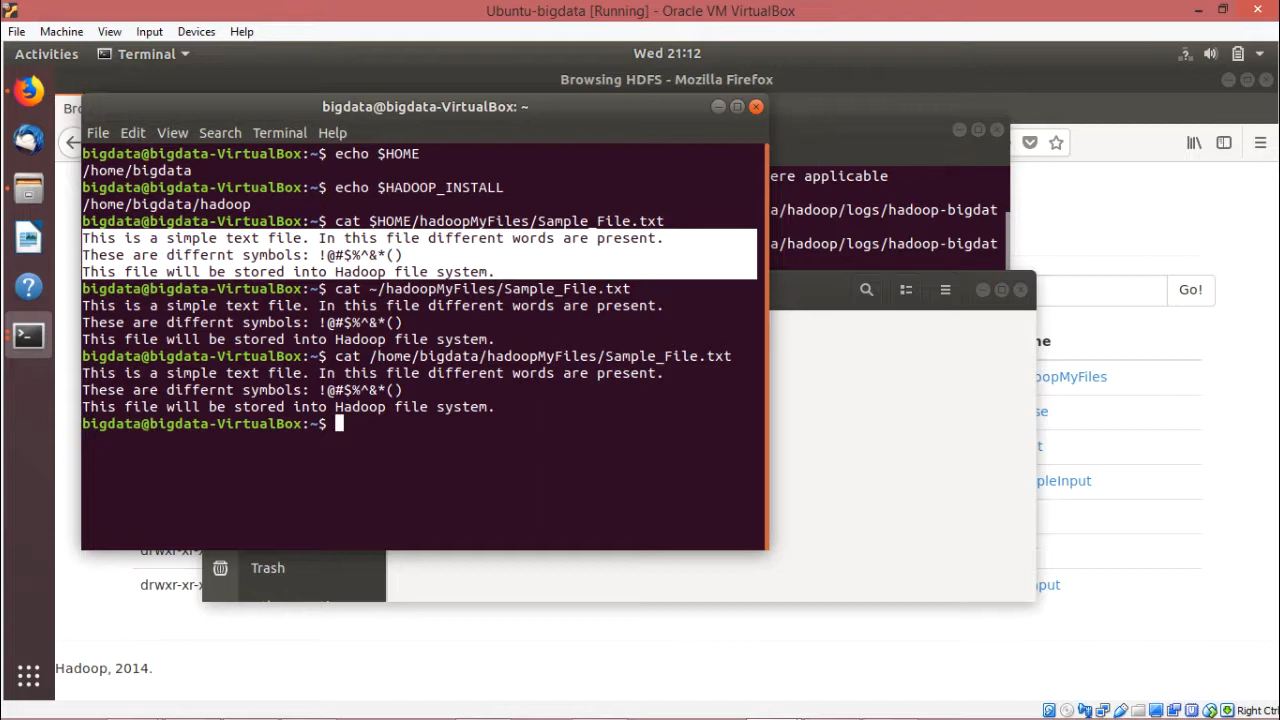 Ubuntu-bigdata [Running] - Oracle VM VirtualBox
File Machine View Input Devices Help
Activities Terminal Wed 21:12
Browsing HDFS - Mozilla Firefox
bigdata@bigdata-VirtualBox: ~
File Edit View Search Terminal Help
bigdata@bigdata-VirtualBox:~$ echo $HOME
/home/bigdata
bigdata@bigdata-VirtualBox:~$ echo $HADOOP_INSTALL
/home/bigdata/hadoop
bigdata@bigdata-VirtualBox:~$ cat $HOME/hadoopMyFiles/Sample_File.txt
This is a simple text file. In this file different words are present.
These are differnt symbols: !@#$%^&*()
This file will be stored into Hadoop file system.
bigdata@bigdata-VirtualBox:~$ cat ~/hadoopMyFiles/Sample_File.txt
This is a simple text file. In this file different words are present.
These are differnt symbols: !@#$%^&*()
This file will be stored into Hadoop file system.
bigdata@bigdata-VirtualBox:~$ cat /home/bigdata/hadoopMyFiles/Sample_File.txt
This is a simple text file. In this file different words are present.
These are differnt symbols: !@#$%^&*()
This file will be stored into Hadoop file system.
bigdata@bigdata-VirtualBox:~$
Bro
ere applicable
a/hadoop/logs/hadoop-bigdat
a/hadoop/logs/hadoop-bigdat
Go!
me
opMyFiles
se
t
pleInput
put
drwxr-xr-x
drwxr-xr-x
Trash
Hadoop, 2014.
Right Ctrl